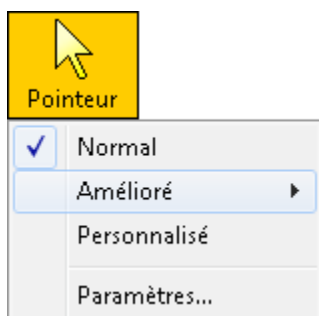 Pointeur
Normal
Amélioré
Personnalisé
Paramètres...